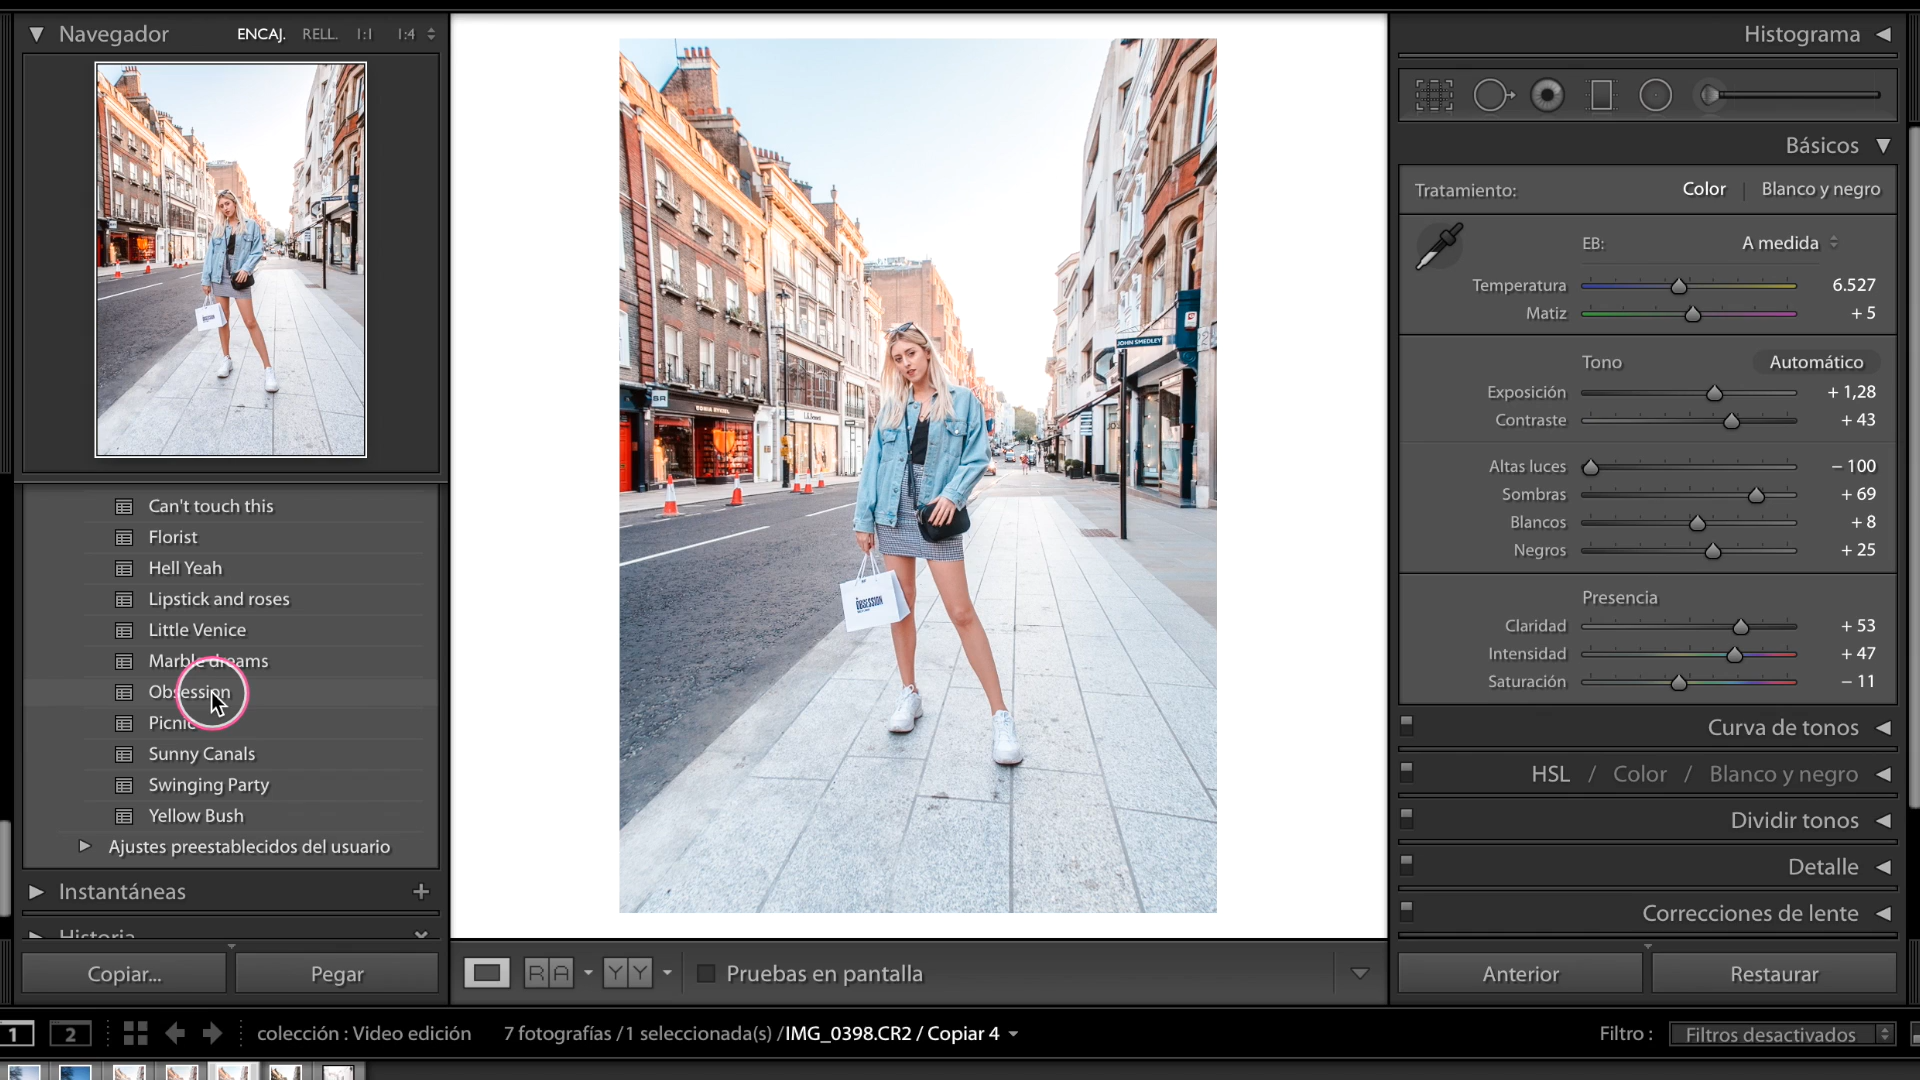 Navegador ENCAJ. RELL. 1:1 1:4
Can't touch this
Florist
Hell Yeah
Lipstick and roses
Little Venice
Marble dreams
Obsession
Picnic
Sunny Canals
Swinging Party
Yellow Bush
Ajustes preestablecidos del usuario
Instantáneas
Historia
Copiar... Pegar
JOHN SMEDLEY
R A Y Y Pruebas en pantalla
Histograma
Básicos
Tratamiento: Color Blanco y negro
EB: A medida
Temperatura 6.527
Matiz + 5
Tono Automático
Exposición + 1,28
Contraste + 43
Altas luces − 100
Sombras + 69
Blancos + 8
Negros + 25
Presencia
Claridad + 53
Intensidad + 47
Saturación − 11
Curva de tonos
HSL / Color / Blanco y negro
Dividir tonos
Detalle
Correcciones de lente
Anterior Restaurar
1 2 colección : Video edición 7 fotografías /1 seleccionada(s) /IMG_0398.CR2 / Copiar 4 Filtro : Filtros desactivados